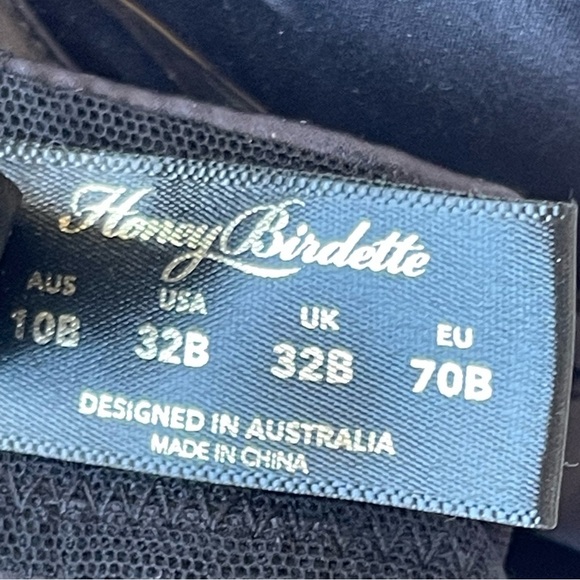 Honey Birdette
AUS USA UK EU
10B 32B 32B 70B
DESIGNED IN AUSTRALIA
MADE IN CHINA